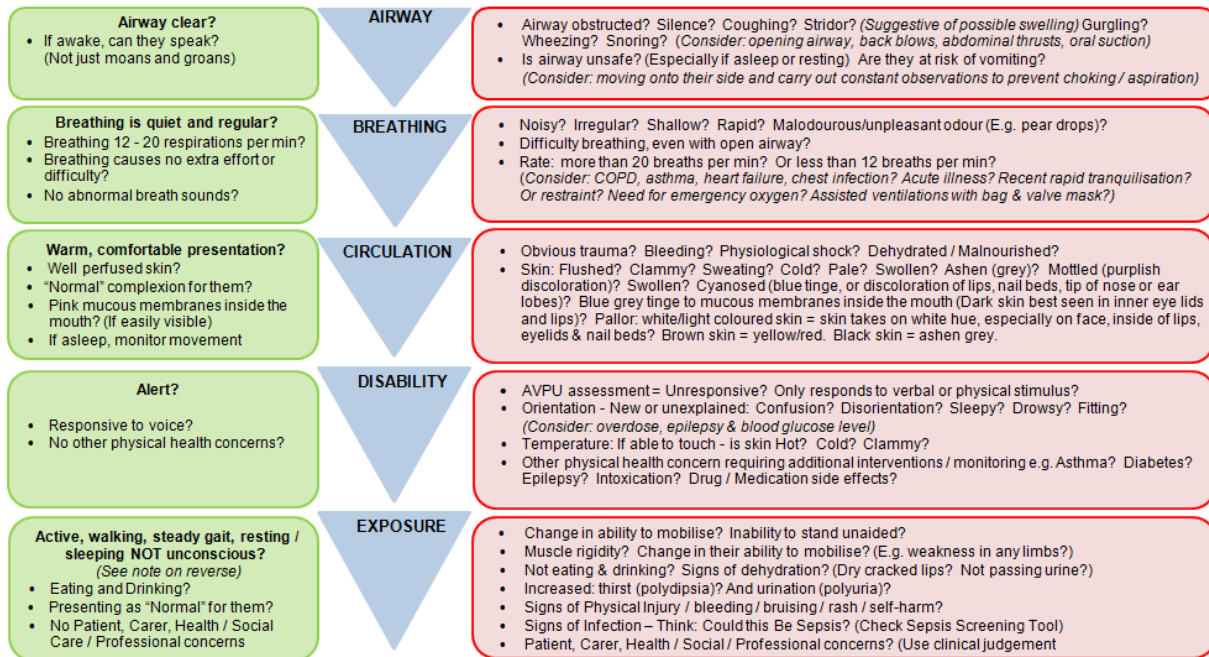 Airway clear?
• If awake, can they speak?
(Not just moans and groans)
AIRWAY
• Airway obstructed? Silence? Coughing? Stridor? (Suggestive of possible swelling) Gurgling?
Wheezing? Snoring? (Consider: opening airway, back blows, abdominal thrusts, oral suction)
• Is airway unsafe? (Especially if asleep or resting) Are they at risk of vomiting?
(Consider: moving onto their side and carry out constant observations to prevent choking / aspiration)
Breathing is quiet and regular?
• Breathing 12 - 20 respirations per min?
• Breathing causes no extra effort or
difficulty?
• No abnormal breath sounds?
BREATHING
• Noisy? Irregular? Shallow? Rapid? Malodourous/unpleasant odour (E.g. pear drops)?
• Difficulty breathing, even with open airway?
• Rate: more than 20 breaths per min? Or less than 12 breaths per min?
(Consider: COPD, asthma, heart failure, chest infection? Acute illness? Recent rapid tranquilisation?
Or restraint? Need for emergency oxygen? Assisted ventilations with bag & valve mask?)
Warm, comfortable presentation?
• Well perfused skin?
• “Normal” complexion for them?
• Pink mucous membranes inside the
mouth? (If easily visible)
• If asleep, monitor movement
CIRCULATION
• Obvious trauma? Bleeding? Physiological shock? Dehydrated / Malnourished?
• Skin: Flushed? Clammy? Sweating? Cold? Pale? Swollen? Ashen (grey)? Mottled (purplish
discoloration)? Swollen? Cyanosed (blue tinge, or discoloration of lips, nail beds, tip of nose or ear
lobes)? Blue grey tinge to mucous membranes inside the mouth (Dark skin best seen in inner eye lids
and lips)? Pallor: white/light coloured skin = skin takes on white hue, especially on face, inside of lips,
eyelids & nail beds? Brown skin = yellow/red. Black skin = ashen grey.
Alert?
• Responsive to voice?
• No other physical health concerns?
DISABILITY
• AVPU assessment = Unresponsive? Only responds to verbal or physical stimulus?
• Orientation - New or unexplained: Confusion? Disorientation? Sleepy? Drowsy? Fitting?
(Consider: overdose, epilepsy & blood glucose level)
• Temperature: If able to touch - is skin Hot? Cold? Clammy?
• Other physical health concern requiring additional interventions / monitoring e.g. Asthma? Diabetes?
Epilepsy? Intoxication? Drug / Medication side effects?
Active, walking, steady gait, resting /
sleeping NOT unconscious?
(See note on reverse)
• Eating and Drinking?
• Presenting as “Normal” for them?
• No Patient, Carer, Health / Social
Care / Professional concerns
EXPOSURE
• Change in ability to mobilise? Inability to stand unaided?
• Muscle rigidity? Change in their ability to mobilise? (E.g. weakness in any limbs?)
• Not eating & drinking? Signs of dehydration? (Dry cracked lips? Not passing urine?)
• Increased: thirst (polydipsia)? And urination (polyuria)?
• Signs of Physical Injury / bleeding / bruising / rash / self-harm?
• Signs of Infection – Think: Could this Be Sepsis? (Check Sepsis Screening Tool)
• Patient, Carer, Health / Social / Professional concerns? (Use clinical judgement